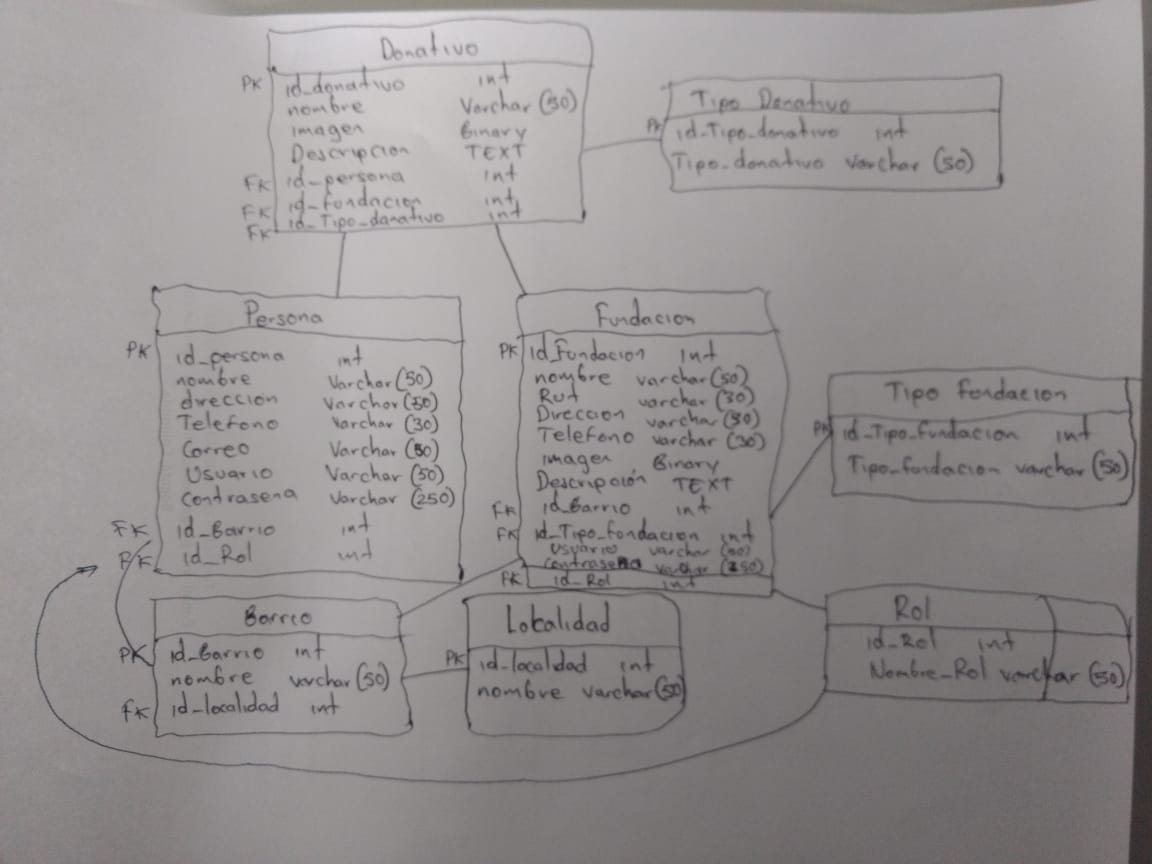 Donativo
PK id_donativo int
nombre Varchar (30)
imagen Binary
Descripcion TEXT
FK id_persona int
FK id_fundacion int
FK id_Tipo_danativo int
Tipo Donativo
PK id_Tipo_donativo int
Tipo_donativo varchar (50)
Persona
PK id_persona int
nombre Varchar (50)
direccion Varchar (50)
Telefono Varchar (30)
Correo Varchar (50)
Usuario Varchar (50)
Contrasena Varchar (250)
FK id_Barrio int
FK id_Rol int
Fundacion
PK id_Fundacion int
nombre varchar (50)
Rut varchar (30)
Direccion varchar (50)
Telefono varchar (30)
imagen Binary
Descripción TEXT
FK id_Barrio int
FK id_Tipo_fondacion int
Usuario varchar (50)
Contrasena varchar (250)
FK id_Rol int
Tipo fondacion
PK id_Tipo_fundacion int
Tipo_fondacion varchar (50)
Barrio
PK id_Barrio int
nombre varchar (50)
FK id_localidad int
Lokalidad
PK id_localdad int
nombre varchar (50)
Rol
id_Rol int
Nombre_Rol varchar (50)